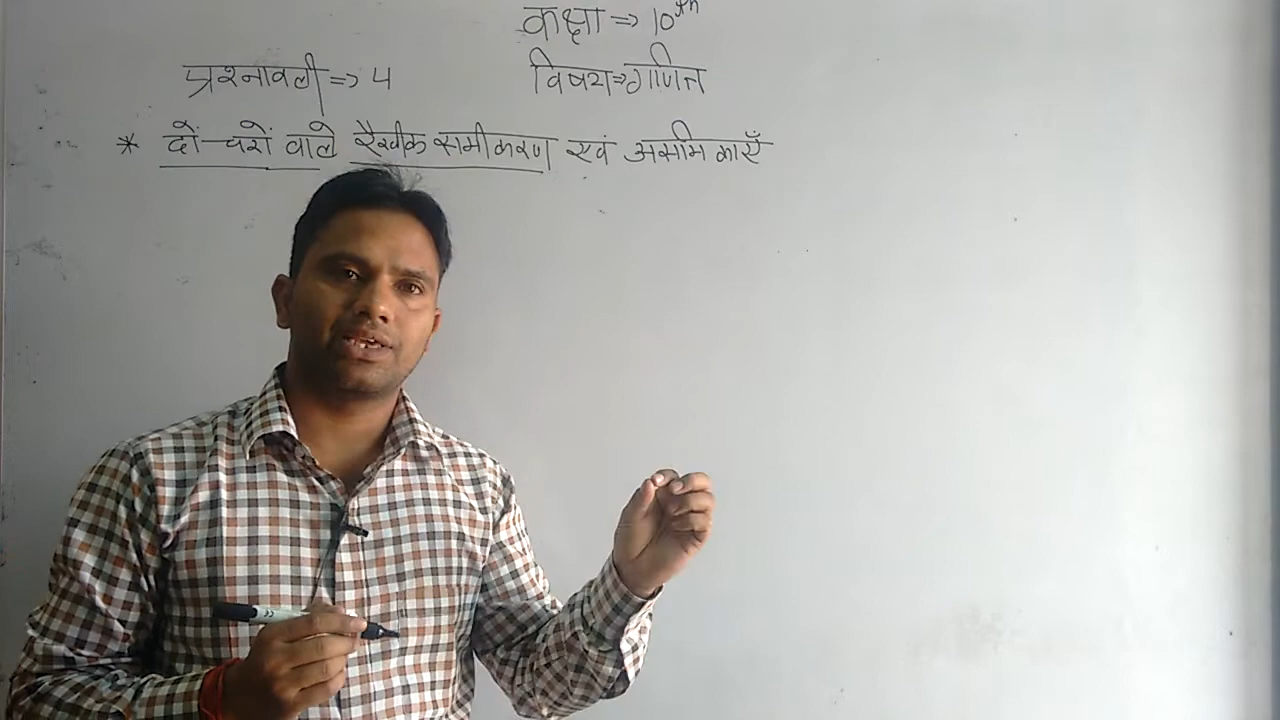 कक्षा => 10th
प्रश्नावली => 4
विषय => गणित
* दों-चरों वाले रैखीक समीकरण एवं असमिकाएँ